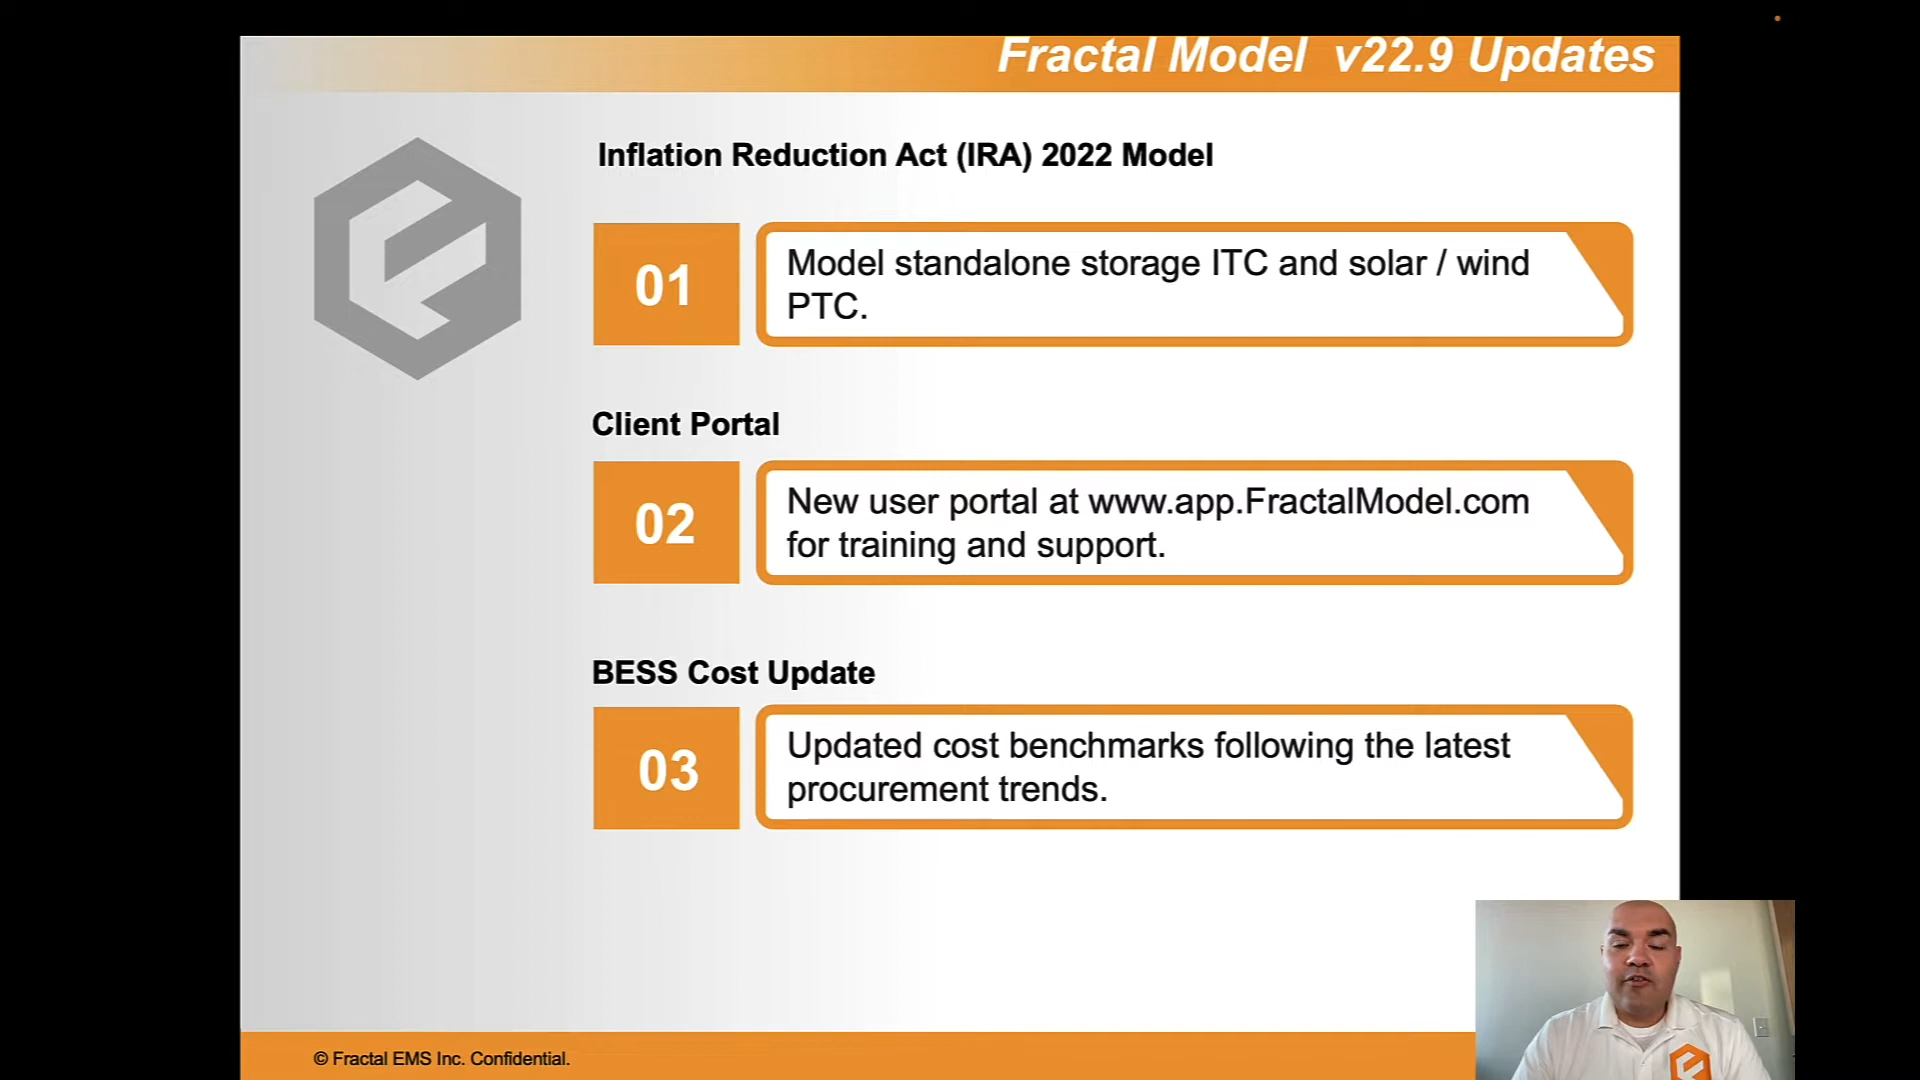 Fractal Model v22.9 Updates
Inflation Reduction Act (IRA) 2022 Model
01
Model standalone storage ITC and solar / wind
PTC.
Client Portal
02
New user portal at www.app.FractalModel.com
for training and support.
BESS Cost Update
03
Updated cost benchmarks following the latest
procurement trends.
© Fractal EMS Inc. Confidential.